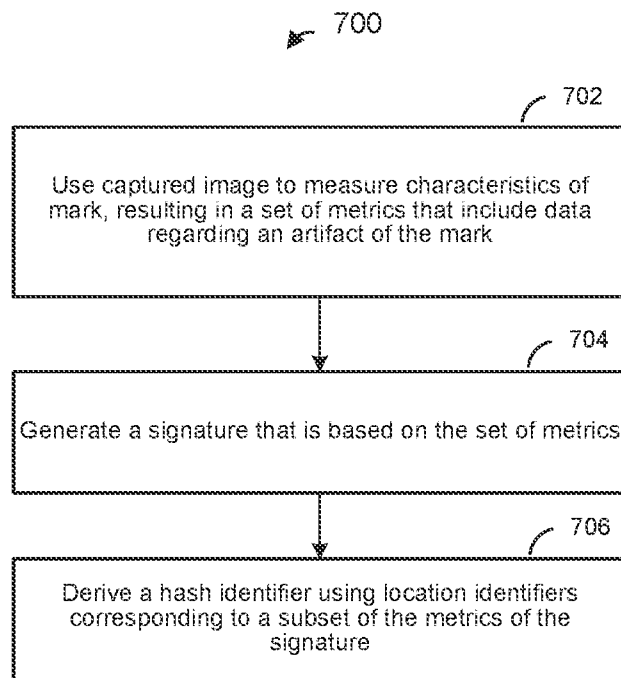 700
702
Use captured image to measure characteristics of
mark, resulting in a set of metrics that include data
regarding an artifact of the mark
704
Generate a signature that is based on the set of metrics
706
Derive a hash identifier using location identifiers
corresponding to a subset of the metrics of the
signature